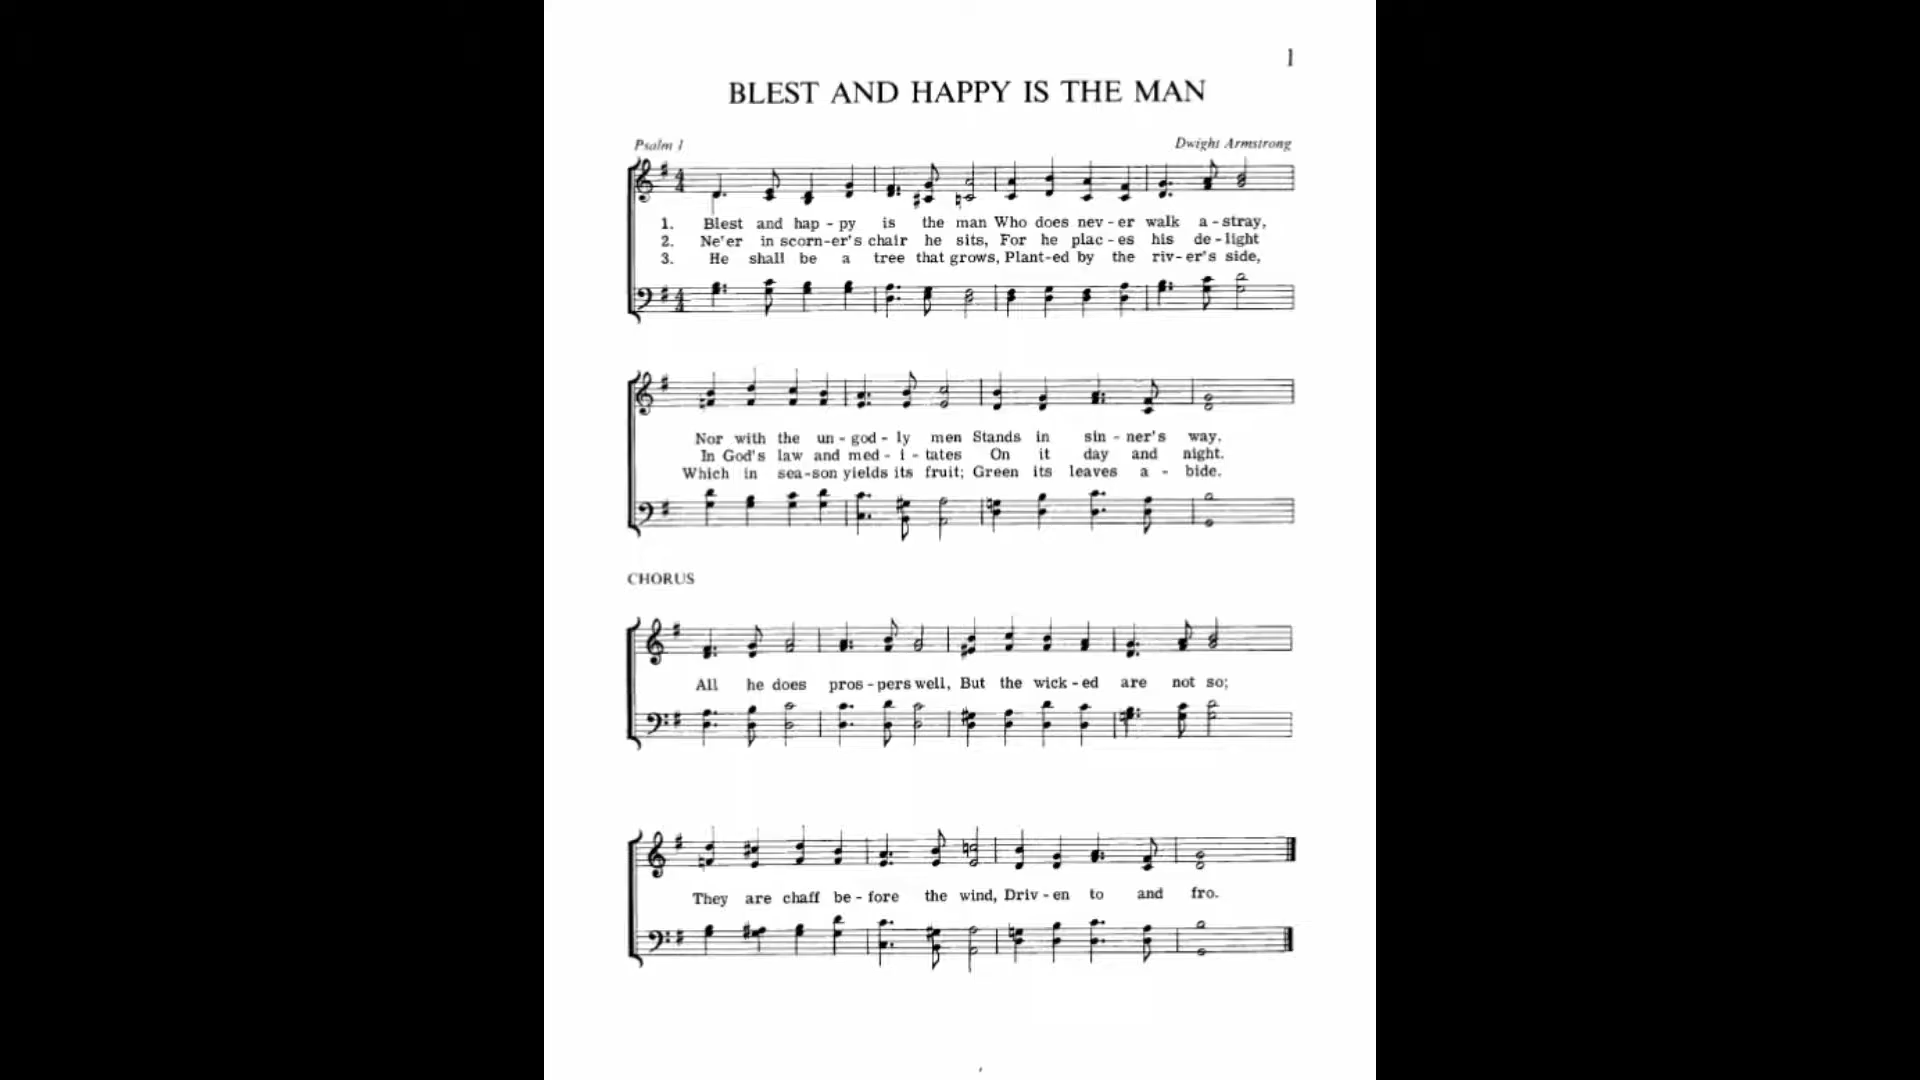 1
BLEST AND HAPPY IS THE MAN
Psalm 1
Dwight Armstrong
1. Blest and hap - py is the man Who does nev - er walk a - stray,
2. Ne'er in scorn-er's chair he sits, For he plac - es his de - light
3. He shall be a tree that grows, Plant-ed by the riv - er's side,
Nor with the un - god - ly men Stands in sin - ner's way.
In God's law and med - i - tates On it day and night.
Which in sea-son yields its fruit; Green its leaves a - bide.
CHORUS
All he does pros - pers well, But the wick - ed are not so;
They are chaff be - fore the wind, Driv - en to and fro.